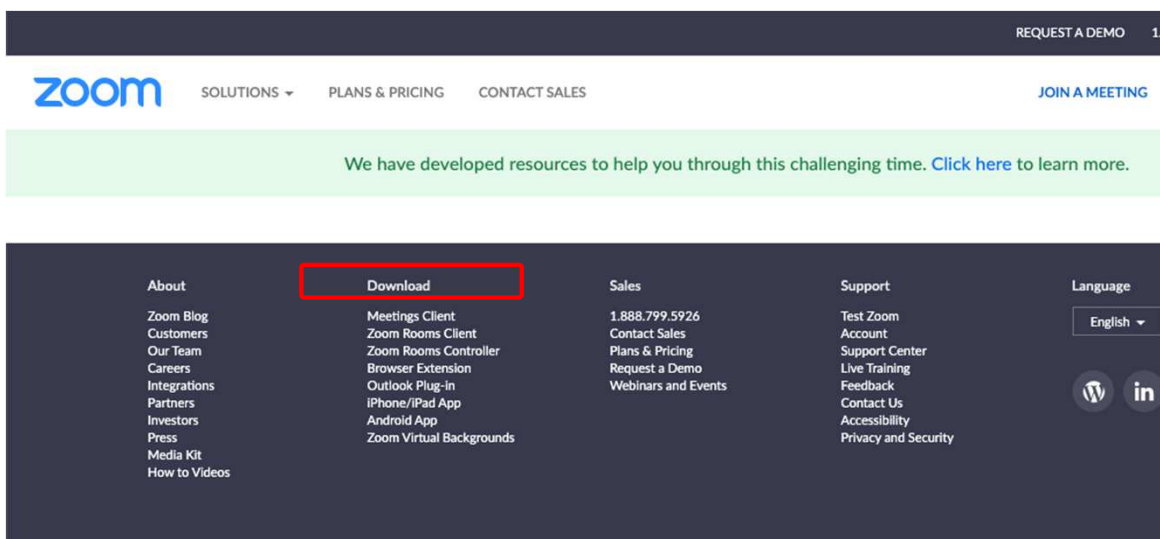 REQUEST A DEMO
zoom SOLUTIONS PLANS & PRICING CONTACT SALES JOIN A MEETING
We have developed resources to help you through this challenging time. Click here to learn more.
About
Zoom Blog
Customers
Our Team
Careers
Integrations
Partners
Investors
Press
Media Kit
How to Videos
Download
Meetings Client
Zoom Rooms Client
Zoom Rooms Controller
Browser Extension
Outlook Plug-in
iPhone/iPad App
Android App
Zoom Virtual Backgrounds
Sales
1.888.799.5926
Contact Sales
Plans & Pricing
Request a Demo
Webinars and Events
Support
Test Zoom
Account
Support Center
Live Training
Feedback
Contact Us
Accessibility
Privacy and Security
Language
English
in